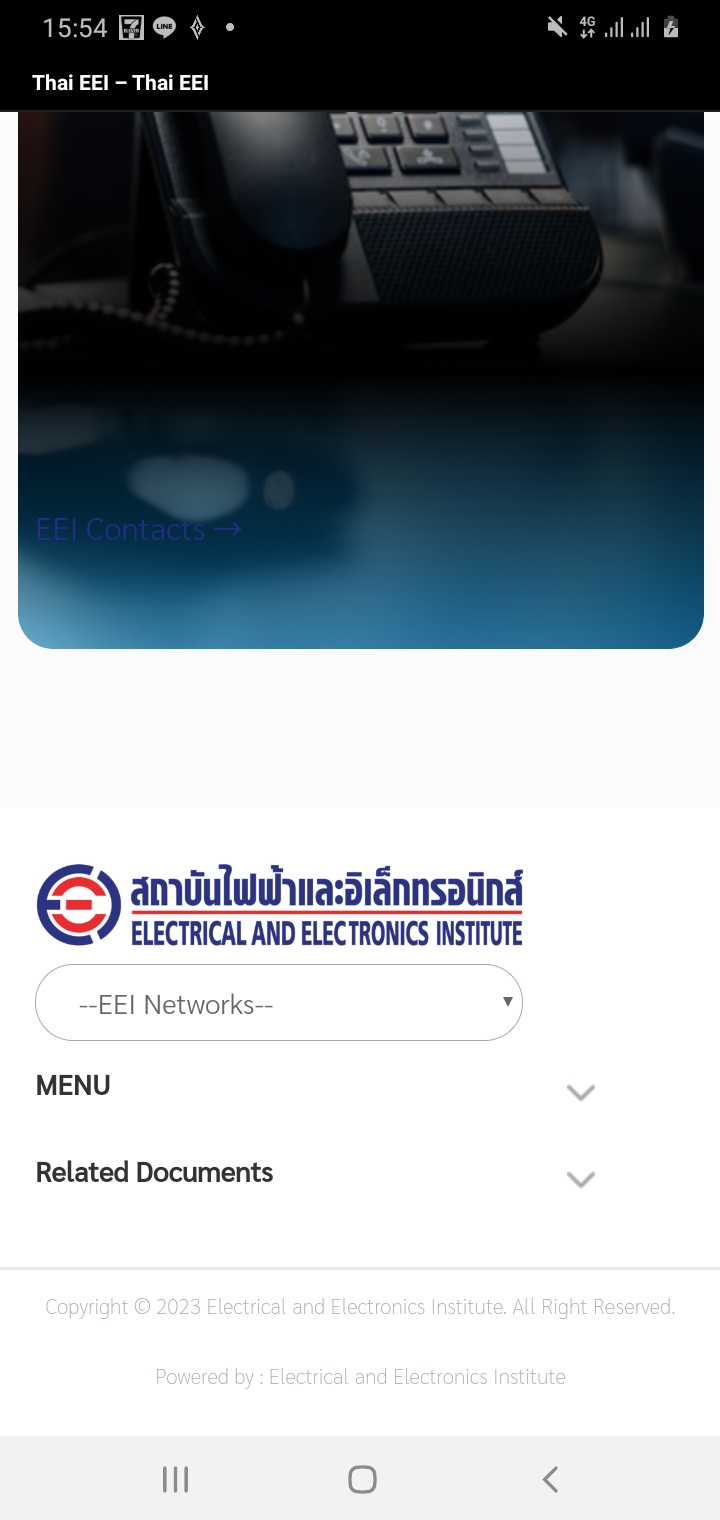 15:54
4G
Thai EEI – Thai EEI
EEI Contacts →
สถาบันไฟฟ้าและอิเล็กทรอนิกส์
ELECTRICAL AND ELECTRONICS INSTITUTE
--EEI Networks--
MENU
Related Documents
Copyright © 2023 Electrical and Electronics Institute. All Right Reserved.
Powered by : Electrical and Electronics Institute